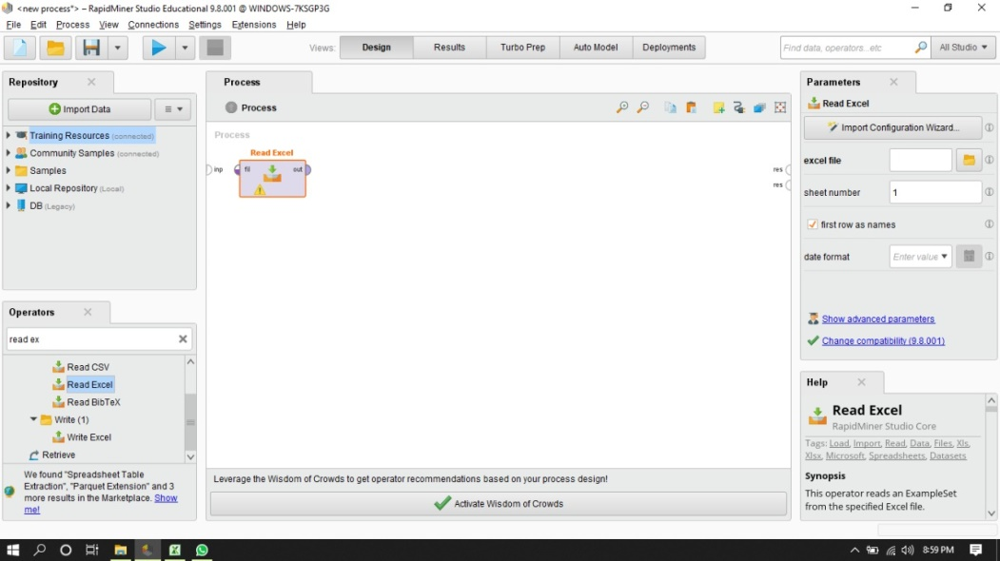 <new process*> – RapidMiner Studio Educational 9.8.001 @ WINDOWS-7KSGP3G
File Edit Process View Connections Settings Extensions Help
Views: Design Results Turbo Prep Auto Model Deployments Find data, operators...etc All Studio
Repository
Import Data
Training Resources (connected)
Community Samples (connected)
Samples
Local Repository (Local)
DB (Legacy)
Operators
read ex
Read CSV
Read Excel
Read BibTeX
Write (1)
Write Excel
Retrieve
We found "Spreadsheet Table
Extraction", "Parquet Extension" and 3
more results in the Marketplace. Show
me!
Process
Process
Process
Read Excel
inp fil out res
res
Leverage the Wisdom of Crowds to get operator recommendations based on your process design!
Activate Wisdom of Crowds
Parameters
Read Excel
Import Configuration Wizard...
excel file
sheet number 1
first row as names
date format Enter value
Show advanced parameters
Change compatibility (9.8.001)
Help
Read Excel
RapidMiner Studio Core
Tags: Load, Import, Read, Data, Files, Xls,
Xlsx, Microsoft, Spreadsheets, Datasets
Synopsis
This operator reads an ExampleSet
from the specified Excel file.
8:59 PM